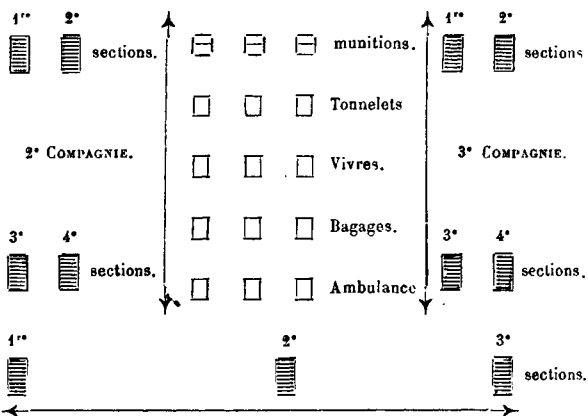 1re 2e munitions. 1re 2e
sections. sections
Tonnelets
2e COMPAGNIE. Vivres. 3e COMPAGNIE.
3e 4e Bagages. 3e 4e
sections. Ambulance sections.
1re 2e 3e
sections.